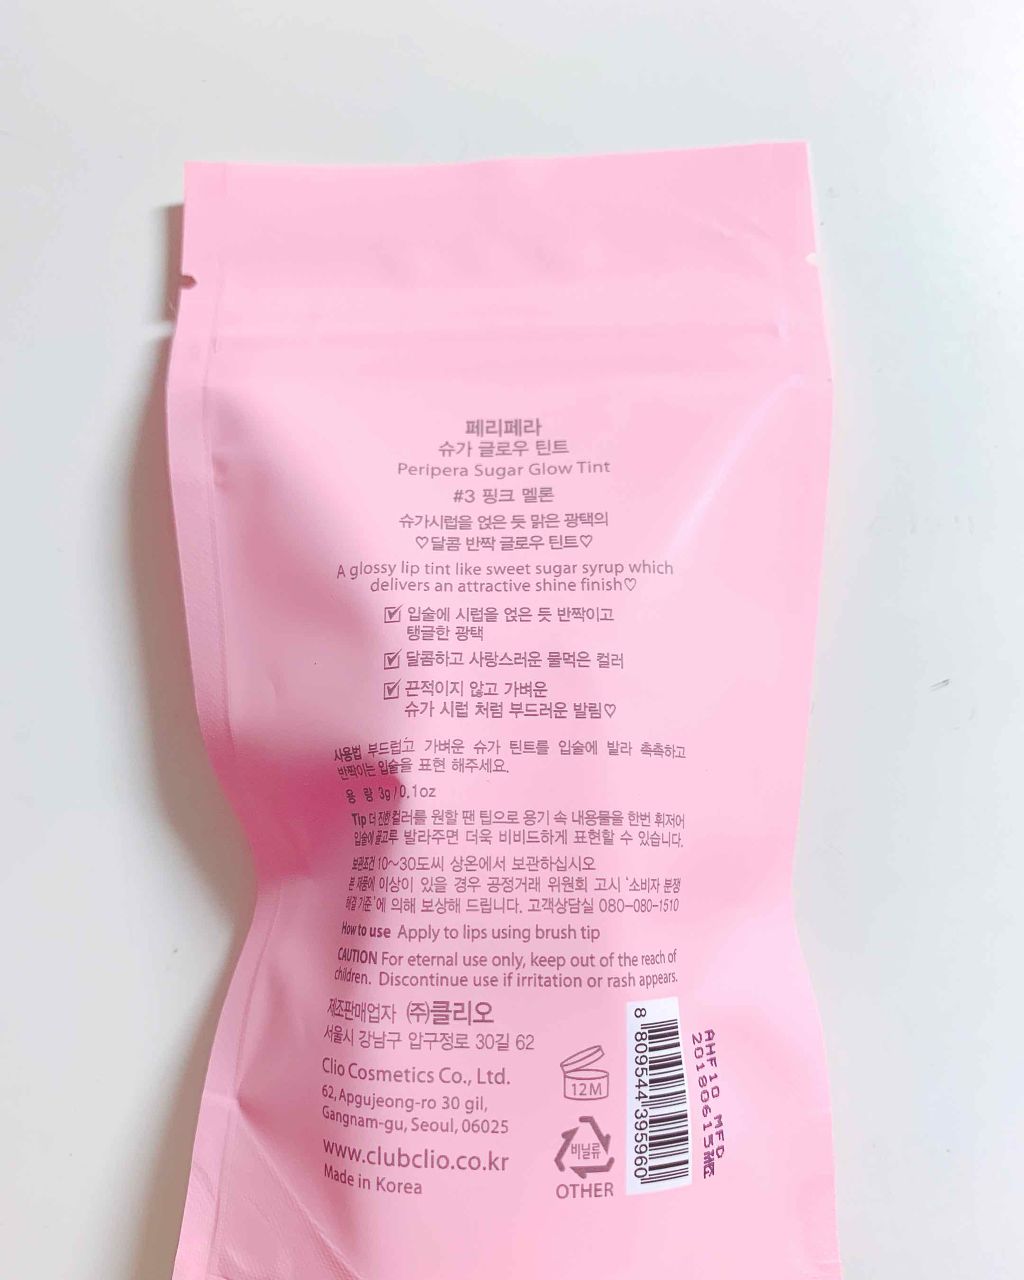 페리페라
슈가 글로우 틴트
Peripera Sugar Glow Tint
#3 핑크 멜론
슈가시럽을 얹은 듯 맑은 광택의
♡달콤 반짝 글로우 틴트♡
A glossy lip tint like sweet sugar syrup which
delivers an attractive shine finish♡
☑ 입술에 시럽을 얹은 듯 반짝이고
탱글한 광택
☑ 달콤하고 사랑스러운 물먹은 컬러
☑ 끈적이지 않고 가벼운
슈가 시럽 처럼 부드러운 발림♡
사용법 부드럽고 가벼운 슈가 틴트를 입술에 발라 촉촉하고
반짝이는 입술을 표현 해주세요.
용 량 3g/0.1oz
Tip 더 진한 컬러를 원할 땐 팁으로 용기 속 내용물을 한번 휘저어
입술에 골고루 발라주면 더욱 비비드하게 표현할 수 있습니다.
보관조건 10~30도씨 상온에서 보관하십시오
본 제품에 이상이 있을 경우 공정거래 위원회 고시 '소비자 분쟁
해결 기준'에 의해 보상해 드립니다. 고객상담실 080-080-1510
How to use Apply to lips using brush tip
CAUTION For eternal use only, keep out of the reach of
children. Discontinue use if irritation or rash appears.
제조판매업자 (주)클리오
서울시 강남구 압구정로 30길 62
Clio Cosmetics Co., Ltd.
62, Apgujeong-ro 30 gil,
Gangnam-gu, Seoul, 06025
www.clubclio.co.kr
Made in Korea
12M
비닐류
OTHER
8 809544 395960
AHF10 MFD
20180615제조